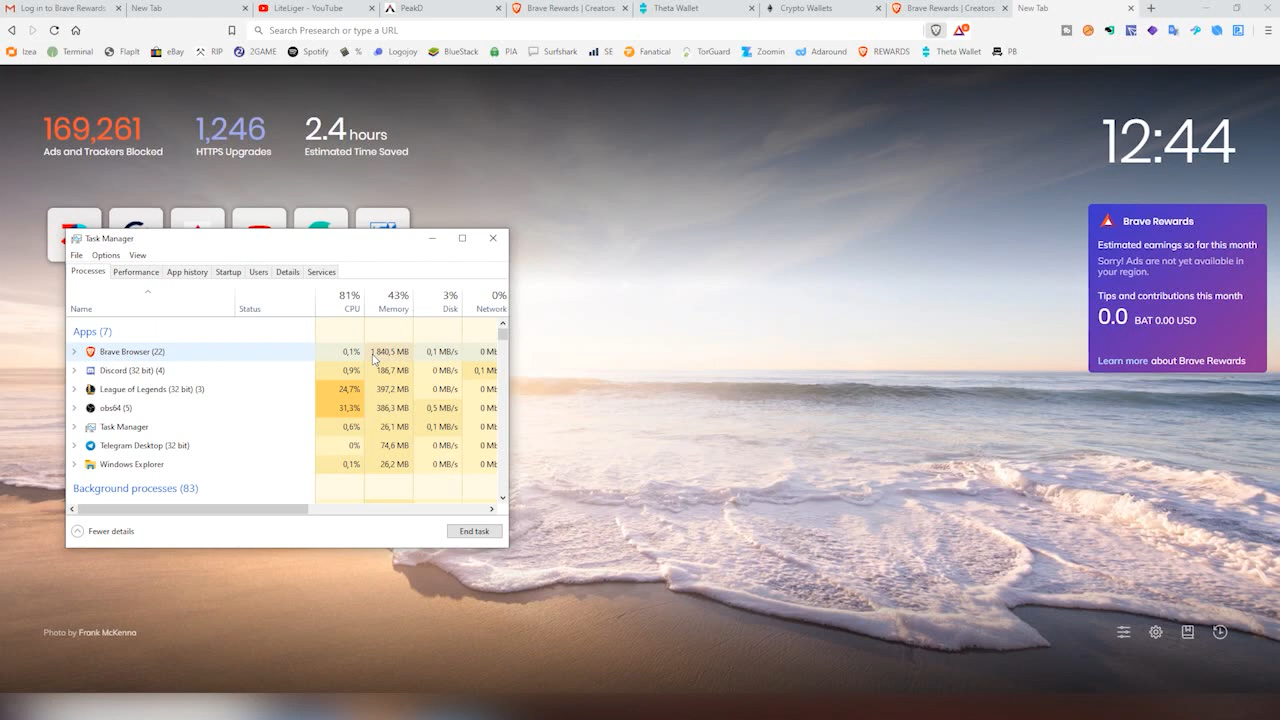 Log in to Brave Rewards New Tab LiteLiger - YouTube PeakD Brave Rewards | Creators Theta Wallet Crypto Wallets Brave Rewards | Creators New Tab
Search Presearch or type a URL
Izea Terminal FlapIt eBay RIP 2GAME Spotify % Logojoy BlueStack PIA Surfshark SE Fanatical TorGuard Zoomin Adaround REWARDS Theta Wallet PB
169,261
Ads and Trackers Blocked
1,246
HTTPS Upgrades
2.4 hours
Estimated Time Saved
12:44
Brave Rewards
Estimated earnings so far this month
Sorry! Ads are not yet available in
your region.
Tips and contributions this month
0.0 BAT 0.00 USD
Learn more about Brave Rewards
Task Manager
File Options View
Processes Performance App history Startup Users Details Services
81% 43% 3% 0%
Name Status CPU Memory Disk Network
Apps (7)
Brave Browser (22) 0,1% 1 840,5 MB 0,1 MB/s 0 Mb
Discord (32 bit) (4) 0,9% 186,7 MB 0 MB/s 0,1 Mb
League of Legends (32 bit) (3) 24,7% 397,2 MB 0 MB/s 0 Mb
obs64 (5) 31,3% 386,3 MB 0,5 MB/s 0 Mb
Task Manager 0,6% 26,1 MB 0,1 MB/s 0 Mb
Telegram Desktop (32 bit) 0% 74,6 MB 0 MB/s 0 Mb
Windows Explorer 0,1% 26,2 MB 0 MB/s 0 Mb
Background processes (83)
Fewer details End task
Photo by Frank McKenna